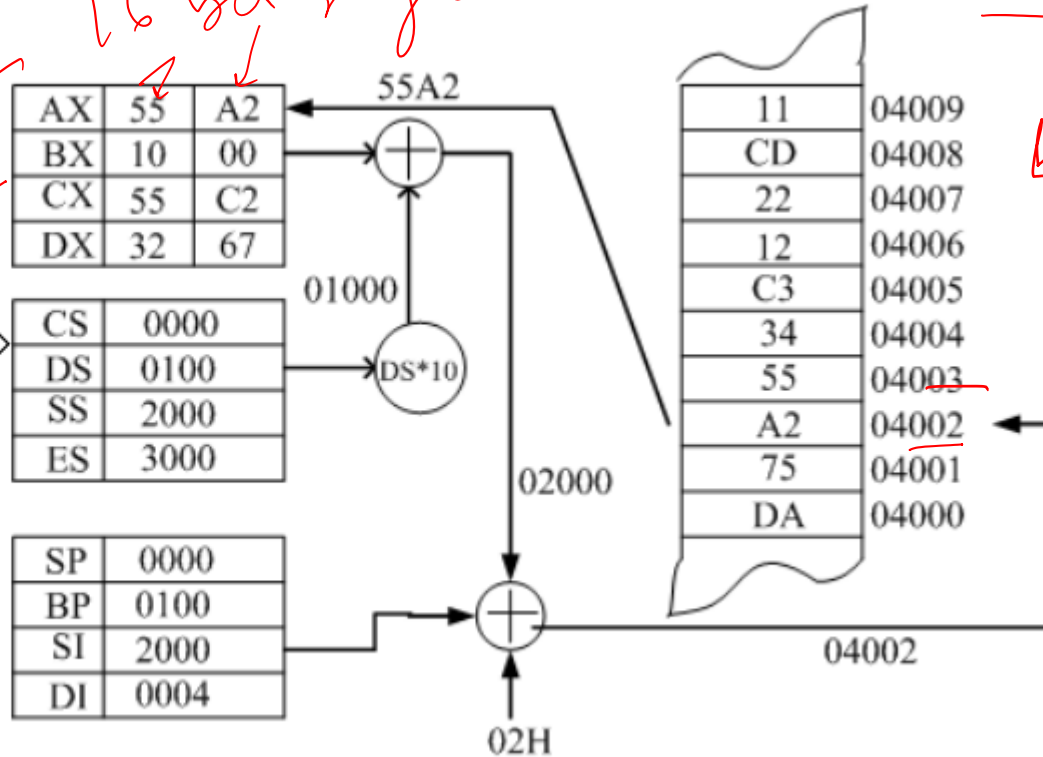 16
55A2
AX 55 A2
BX 10 00
CX 55 C2
DX 32 67
01000
CS 0000
DS 0100
SS 2000
ES 3000
DS*10
02000
SP 0000
BP 0100
SI 2000
DI 0004
02H
11 04009
CD 04008
22 04007
12 04006
C3 04005
34 04004
55 04003
A2 04002
75 04001
DA 04000
04002